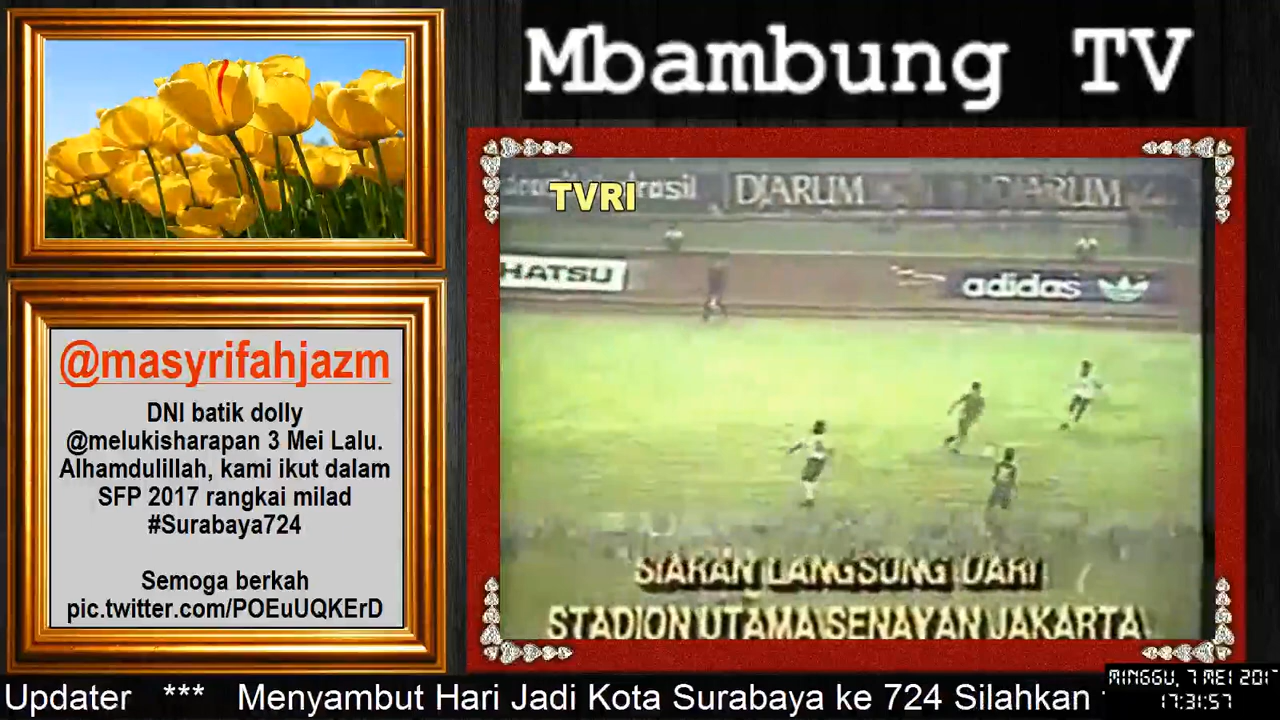 Mbambung TV
TVRI
DJARUM
DJARUM
HATSU
adidas
SIARAN LANGSUNG DARI
STADION UTAMA SENAYAN JAKARTA
@masyrifahjazm
DNI batik dolly
@melukisharapan 3 Mei Lalu.
Alhamdulillah, kami ikut dalam
SFP 2017 rangkai milad
#Surabaya724
Semoga berkah
pic.twitter.com/POEuUQKErD
Updater *** Menyambut Hari Jadi Kota Surabaya ke 724 Silahkan
MINGGU, 7 MEI 2017
17:31:57